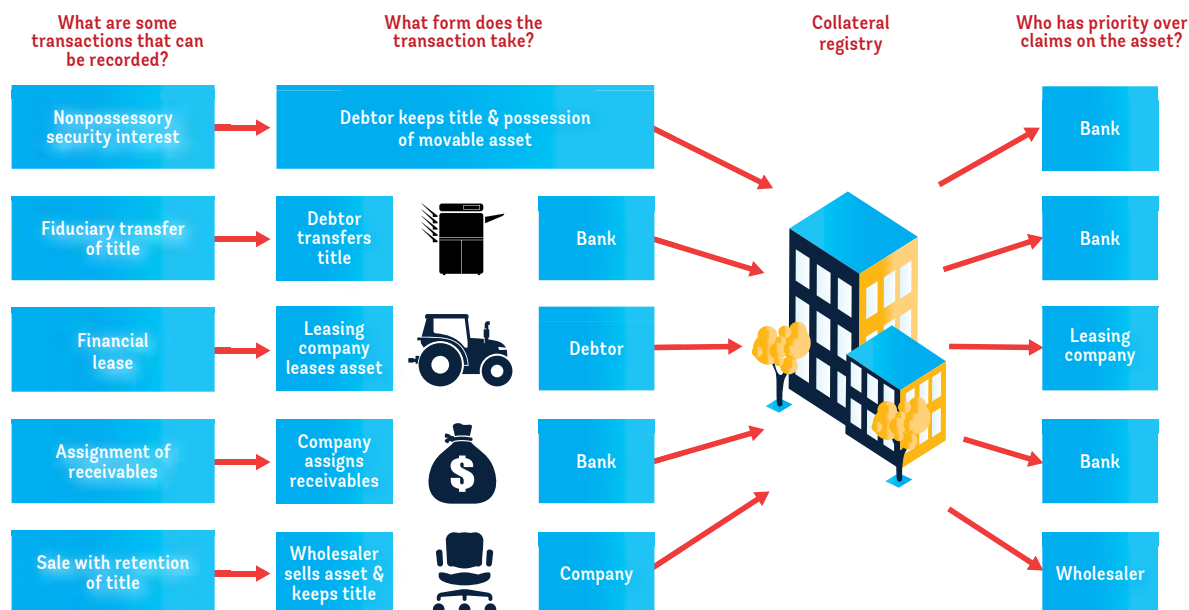 What are some
transactions that can
be recorded?
What form does the
transaction take?
Collateral
registry
Who has priority over
claims on the asset?
Nonpossessory
security interest
Debtor keeps title & possession
of movable asset
Bank
Fiduciary transfer
of title
Debtor
transfers
title
Bank
Bank
Financial
lease
Leasing
company
leases asset
Debtor
Leasing
company
Assignment of
receivables
Company
assigns
receivables
$
Bank
Bank
Sale with retention
of title
Wholesaler
sells asset &
keeps title
Company
Wholesaler